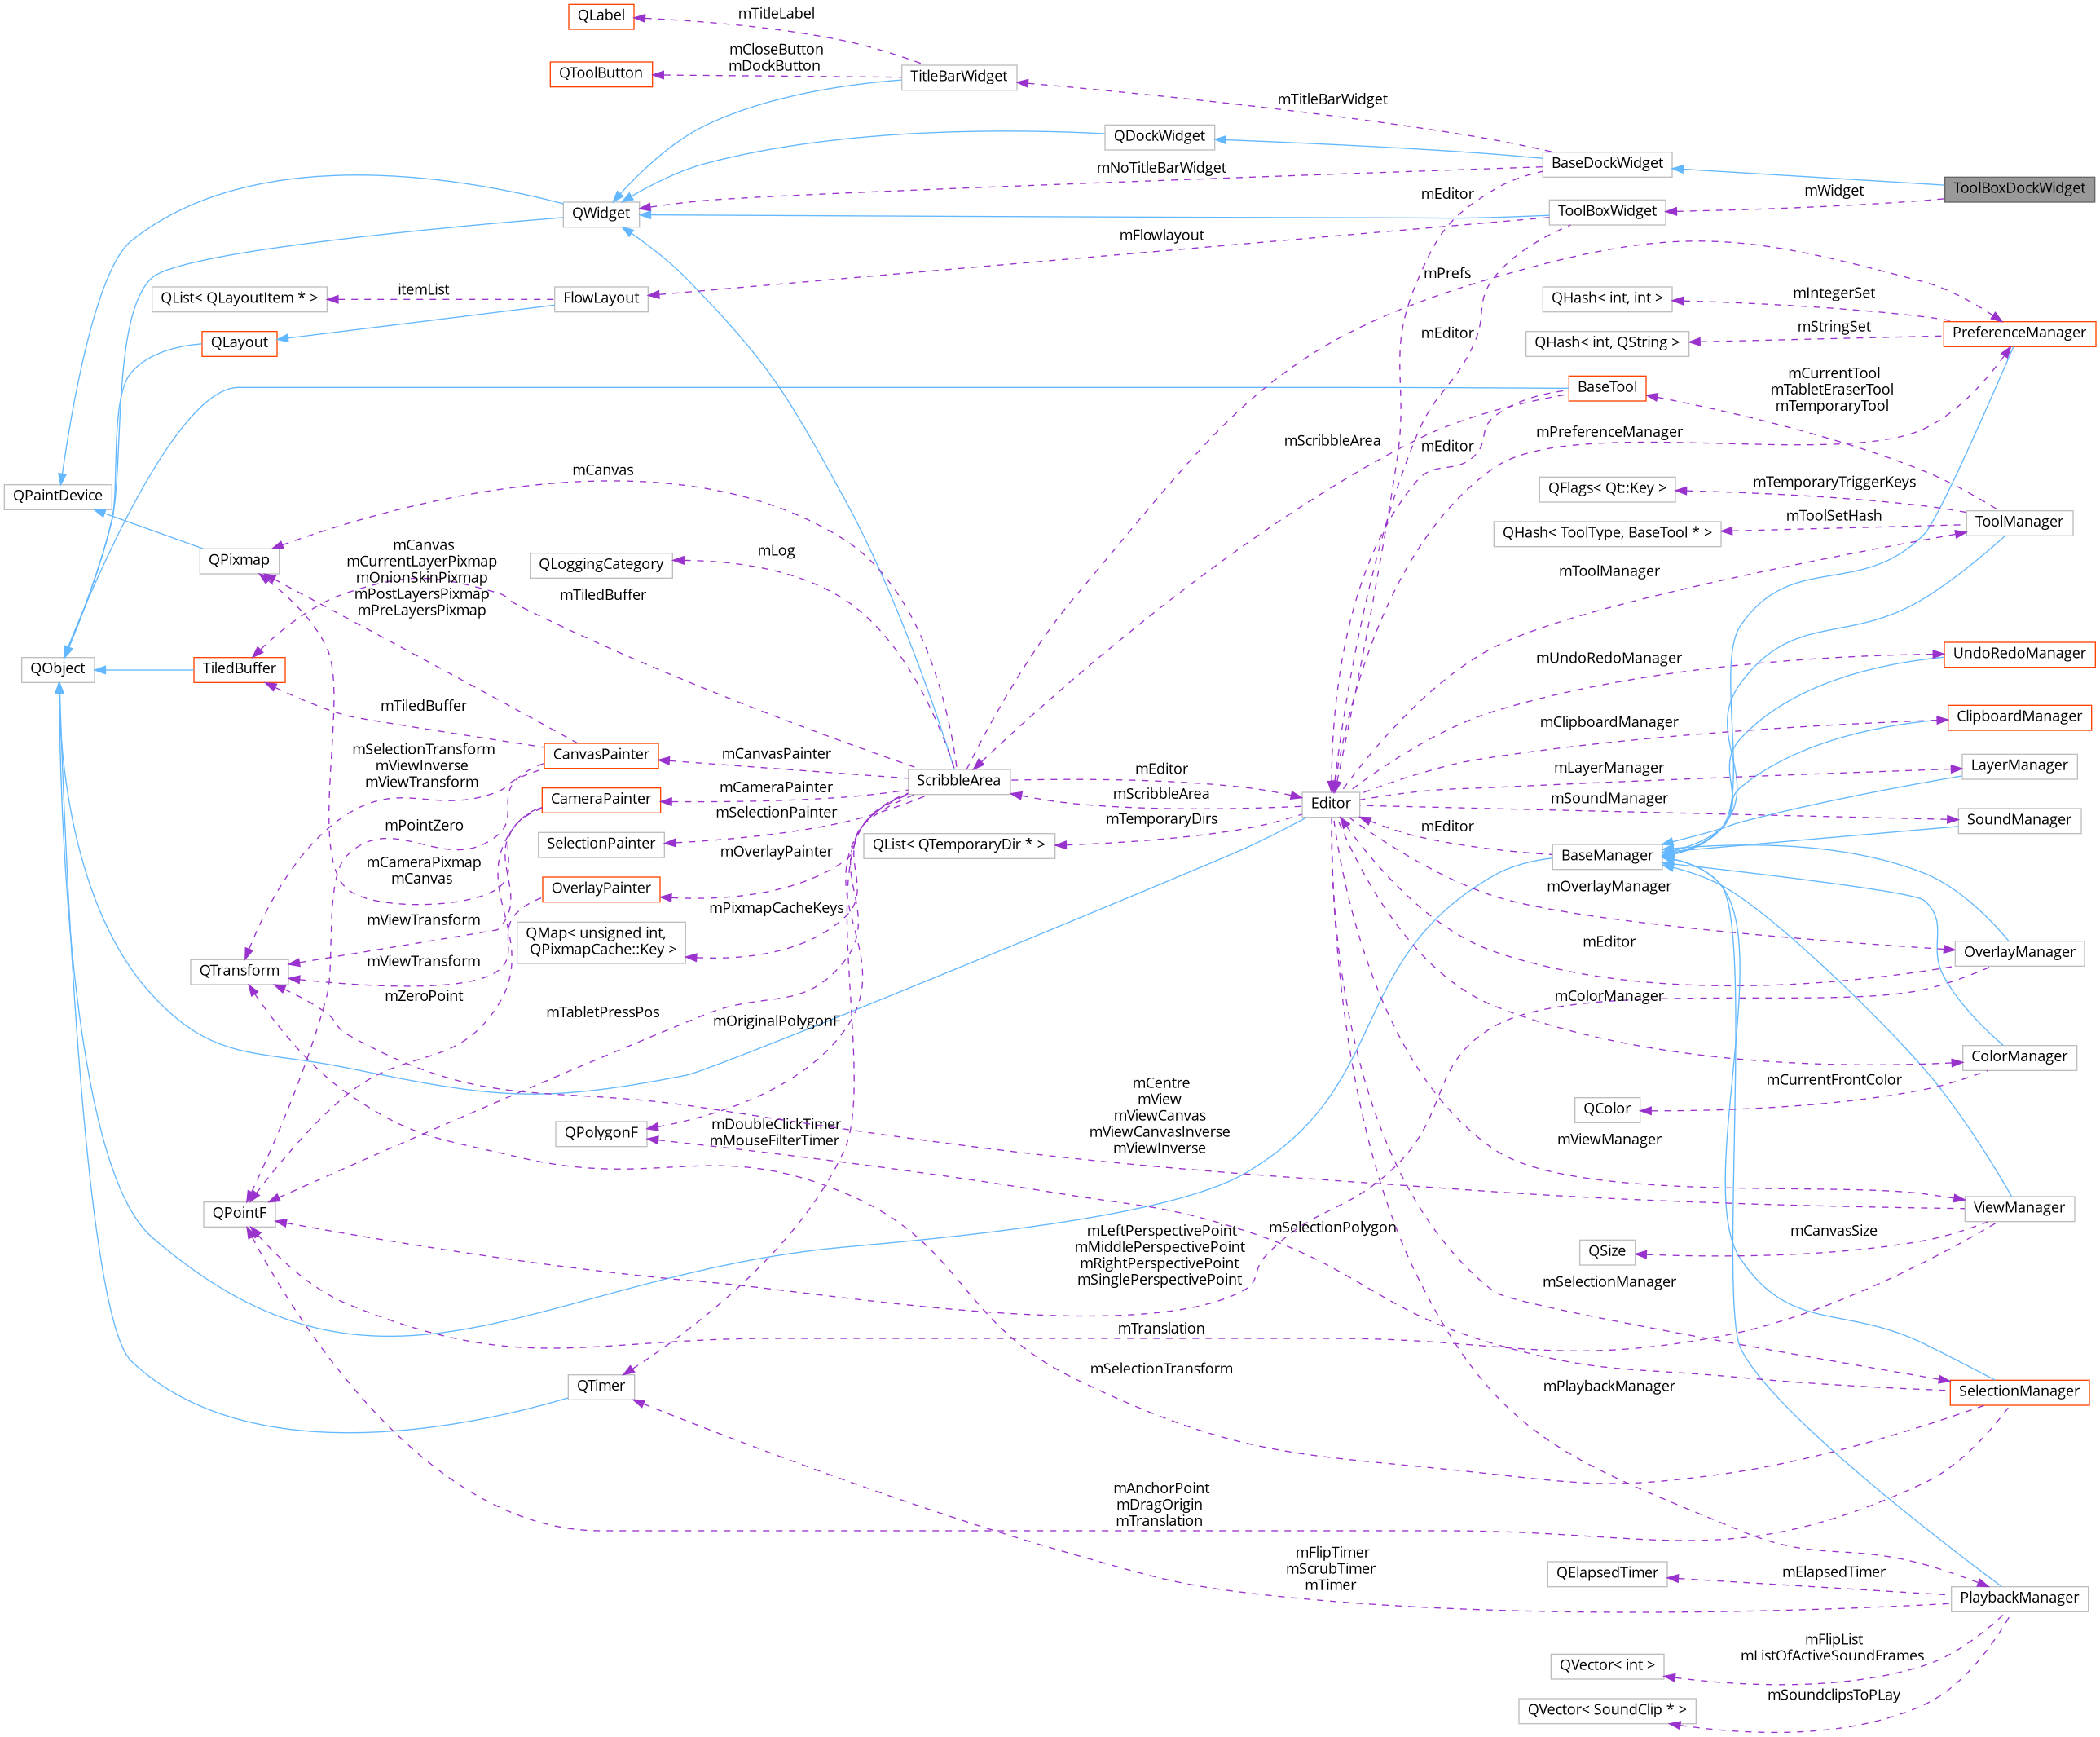 QLabel
mTitleLabel
mCloseButton
mDockButton
QToolButton
TitleBarWidget
mTitleBarWidget
QDockWidget
BaseDockWidget
mNoTitleBarWidget
mEditor
mWidget
ToolBoxDockWidget
QWidget
ToolBoxWidget
mFlowlayout
mPrefs
QList< QLayoutItem * >
itemList
FlowLayout
QHash< int, int >
mIntegerSet
QLayout
mEditor
QHash< int, QString >
mStringSet
PreferenceManager
BaseTool
mCurrentTool
mTabletEraserTool
mTemporaryTool
mScribbleArea
mEditor
mPreferenceManager
mCanvas
QPaintDevice
QFlags< Qt::Key >
mTemporaryTriggerKeys
QHash< ToolType, BaseTool * >
mToolSetHash
ToolManager
QPixmap
mCanvas
mCurrentLayerPixmap
mOnionSkinPixmap
mPostLayersPixmap
mPreLayersPixmap
QLoggingCategory
mLog
mTiledBuffer
mToolManager
QObject
TiledBuffer
mUndoRedoManager
UndoRedoManager
mTiledBuffer
mClipboardManager
ClipboardManager
mSelectionTransform
mViewInverse
mViewTransform
CanvasPainter
mCanvasPainter
ScribbleArea
mEditor
mScribbleArea
mLayerManager
LayerManager
CameraPainter
mCameraPainter
Editor
mSoundManager
SoundManager
mPointZero
SelectionPainter
mSelectionPainter
mTemporaryDirs
QList< QTemporaryDir * >
mEditor
BaseManager
mCameraPixmap
mCanvas
OverlayPainter
mOverlayPainter
mOverlayManager
mViewTransform
mPixmapCacheKeys
QMap< unsigned int,
QPixmapCache::Key >
mEditor
OverlayManager
QTransform
mViewTransform
mZeroPoint
mTabletPressPos
mOriginalPolygonF
mColorManager
ColorManager
mCurrentFrontColor
QColor
mCentre
mView
mViewCanvas
mViewCanvasInverse
mViewInverse
QPolygonF
mDoubleClickTimer
mMouseFilterTimer
mViewManager
QPointF
ViewManager
mLeftPerspectivePoint
mMiddlePerspectivePoint
mRightPerspectivePoint
mSinglePerspectivePoint
mSelectionPolygon
QSize
mCanvasSize
mSelectionManager
mTranslation
QTimer
mSelectionTransform
mPlaybackManager
SelectionManager
mAnchorPoint
mDragOrigin
mTranslation
mFlipTimer
mScrubTimer
mTimer
QElapsedTimer
mElapsedTimer
PlaybackManager
mFlipList
mListOfActiveSoundFrames
QVector< int >
mSoundclipsToPLay
QVector< SoundClip * >